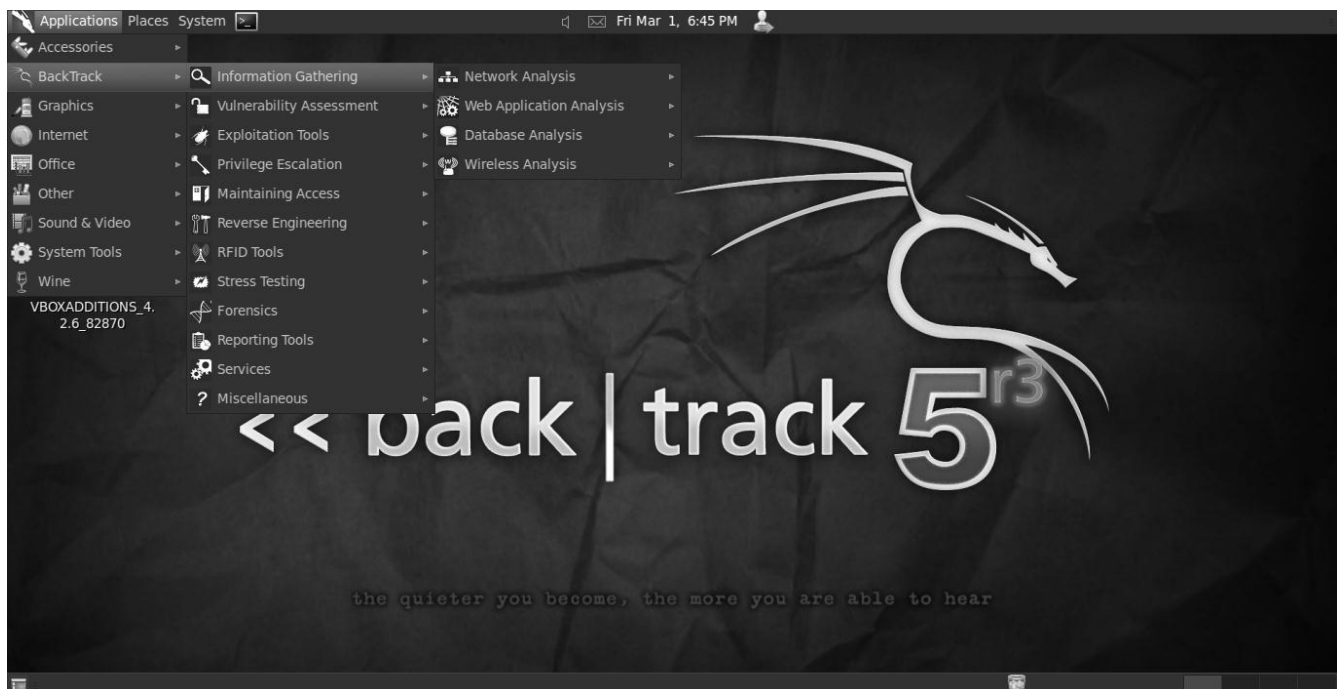 Applications Places System
Fri Mar 1, 6:45 PM
Accessories
BackTrack
Graphics
Internet
Office
Other
Sound & Video
System Tools
Wine
Information Gathering
Vulnerability Assessment
Exploitation Tools
Privilege Escalation
Maintaining Access
Reverse Engineering
RFID Tools
Stress Testing
Forensics
Reporting Tools
Services
Miscellaneous
Network Analysis
Web Application Analysis
Database Analysis
Wireless Analysis
VBOXADDITIONS_4.
2.6_82870
<< back | track 5 r3
the quieter you become, the more you are able to hear